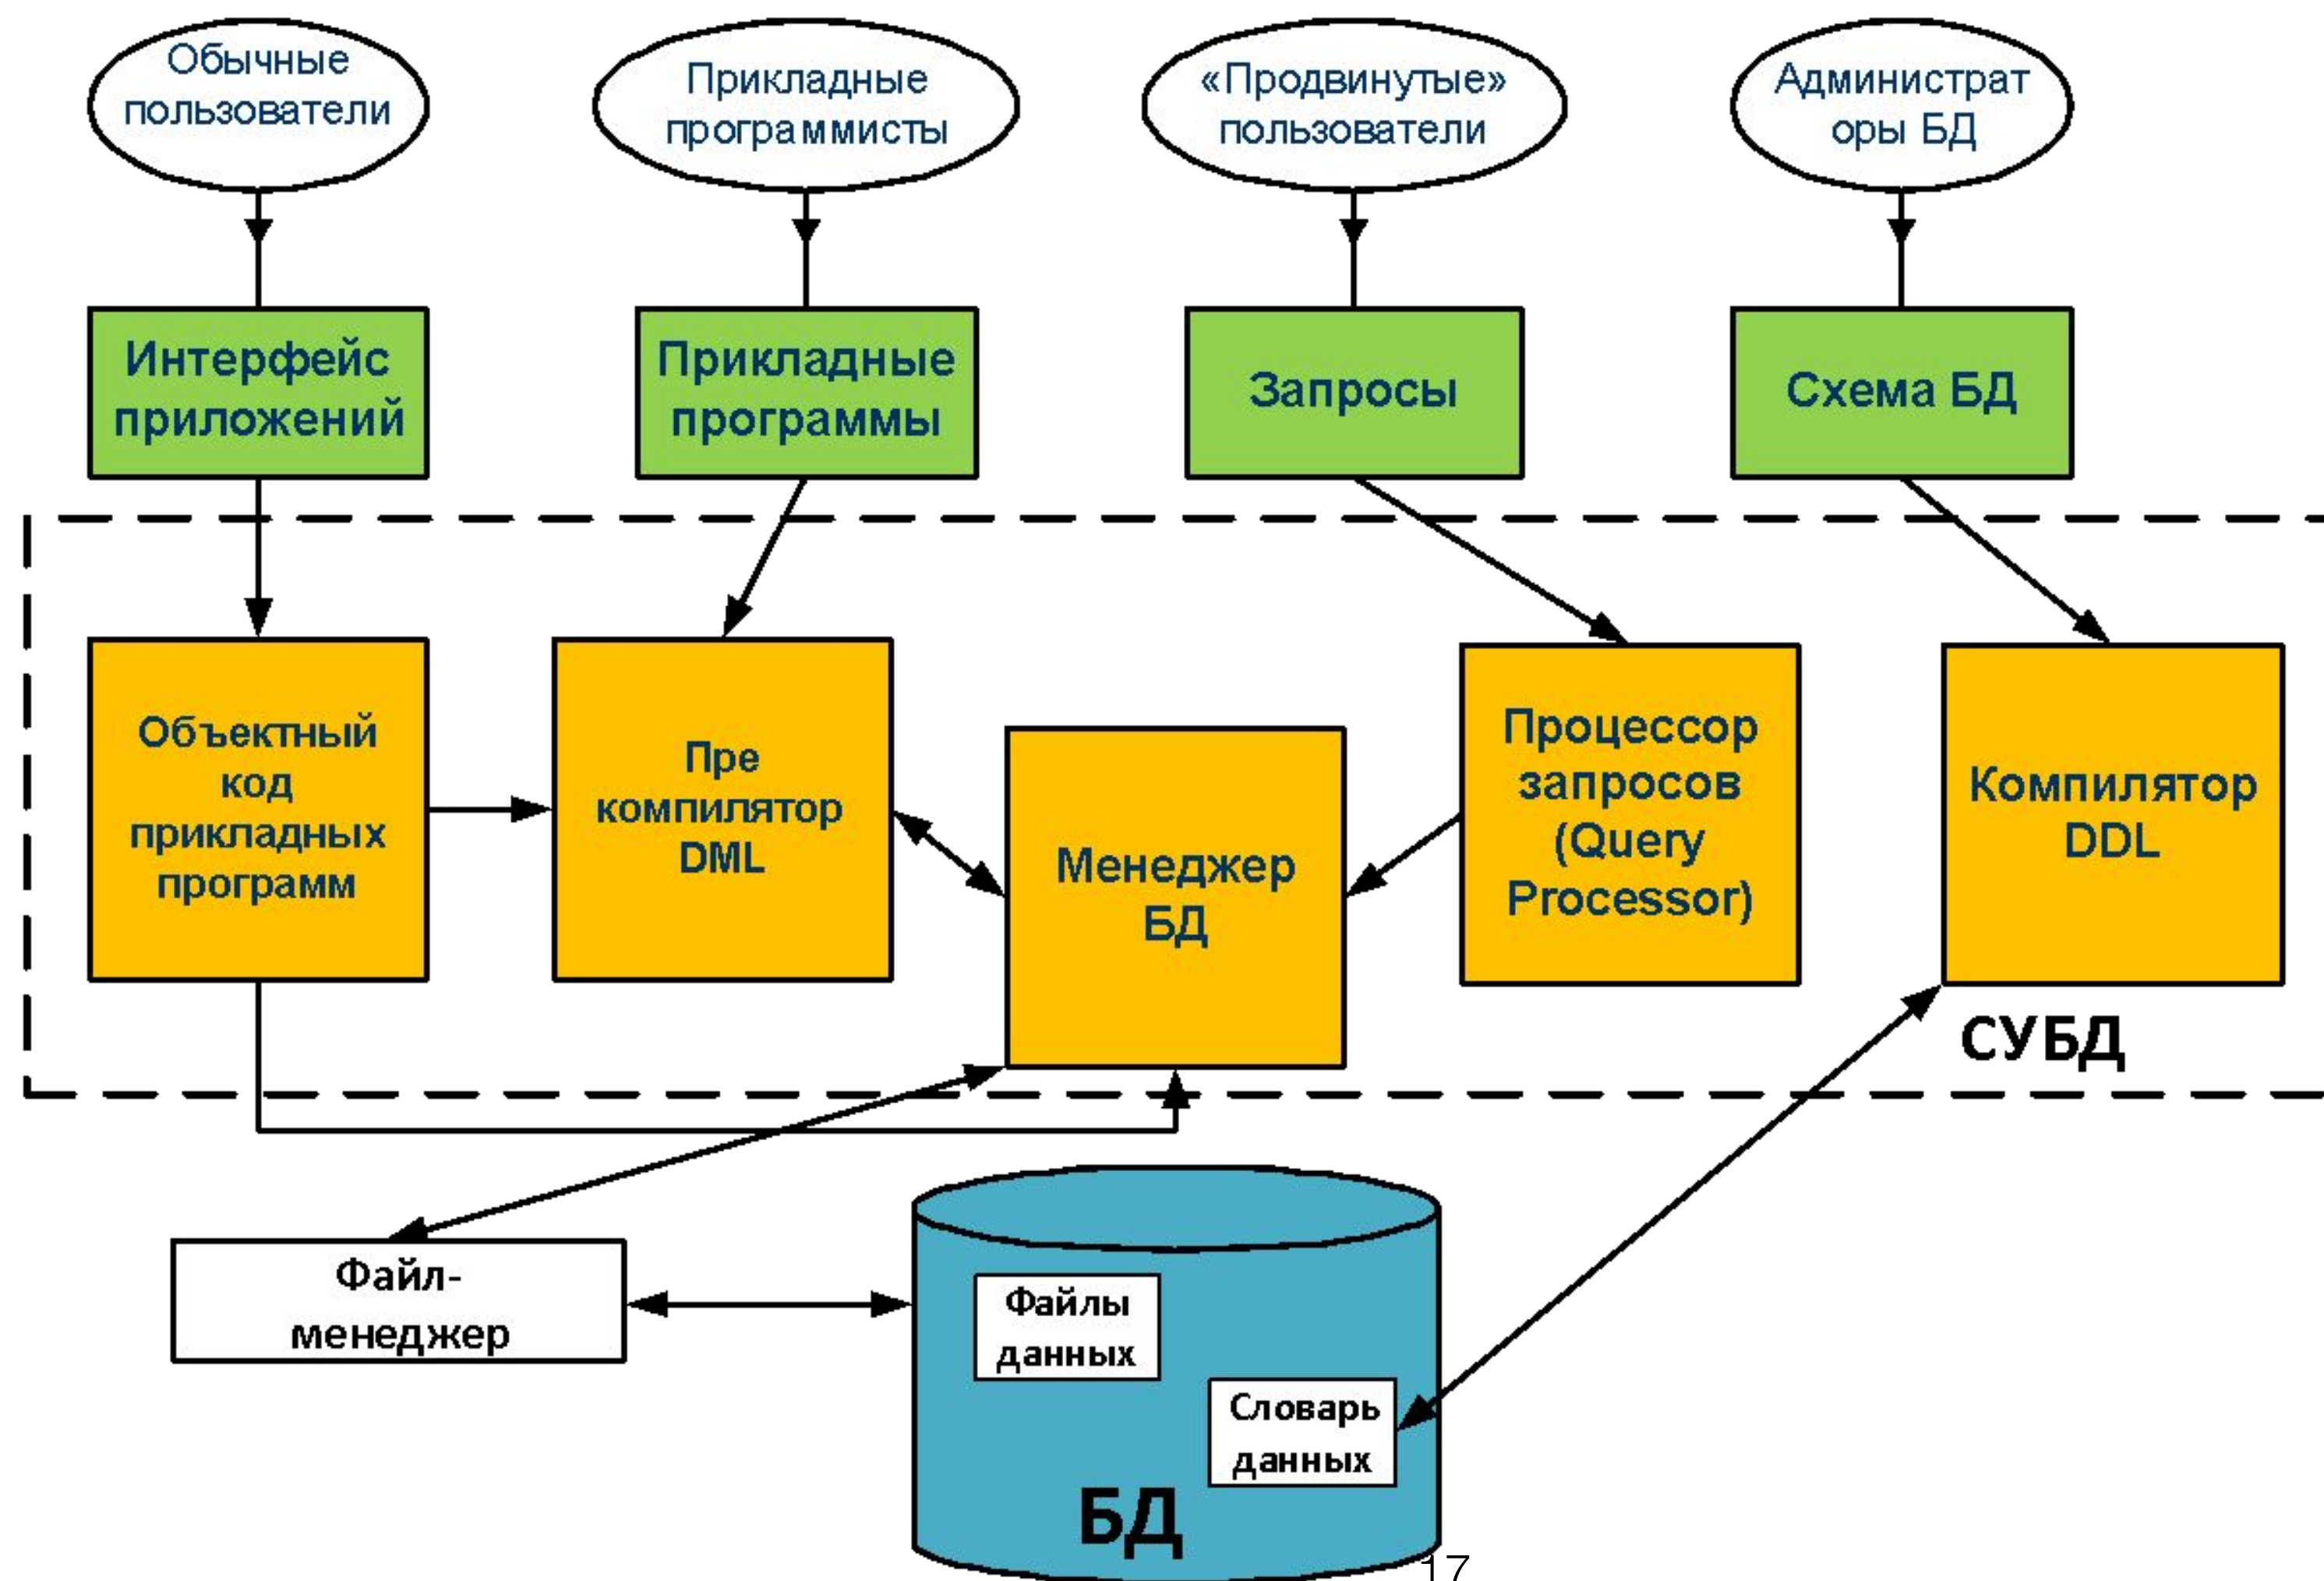 Обычные
пользователи
Прикладные
программисты
«Продвинутые»
пользователи
Администрат
оры БД
Интерфейс
приложений
Прикладные
программы
Запросы
Схема БД
Объектный
код
прикладных
программ
Пре
компилятор
DML
Менеджер
БД
Процессор
запросов
(Query
Processor)
Компилятор
DDL
СУБД
Файл-
менеджер
Файлы
данных
Словарь
данных
БД
17